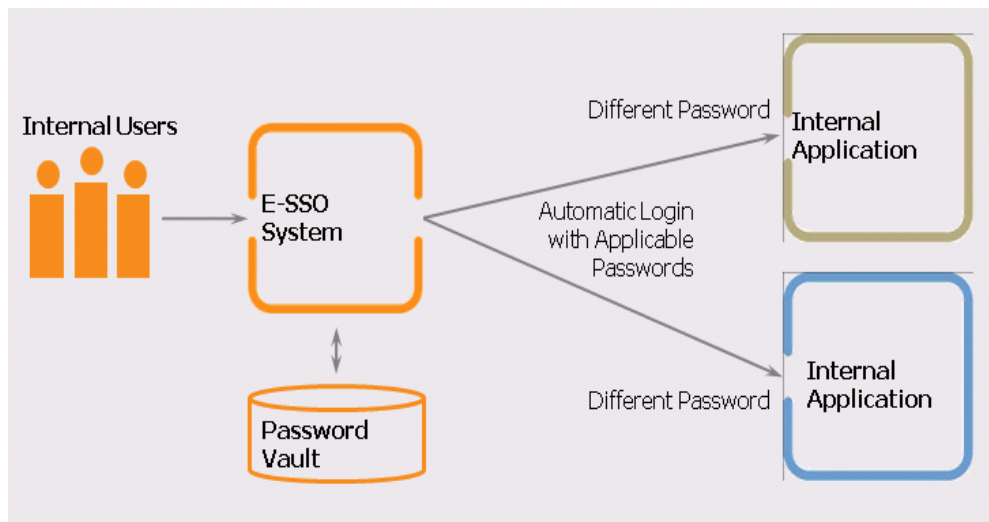 Internal Users
E-SSO
System
Password
Vault
Different Password
Automatic Login
with Applicable
Passwords
Different Password
Internal
Application
Internal
Application